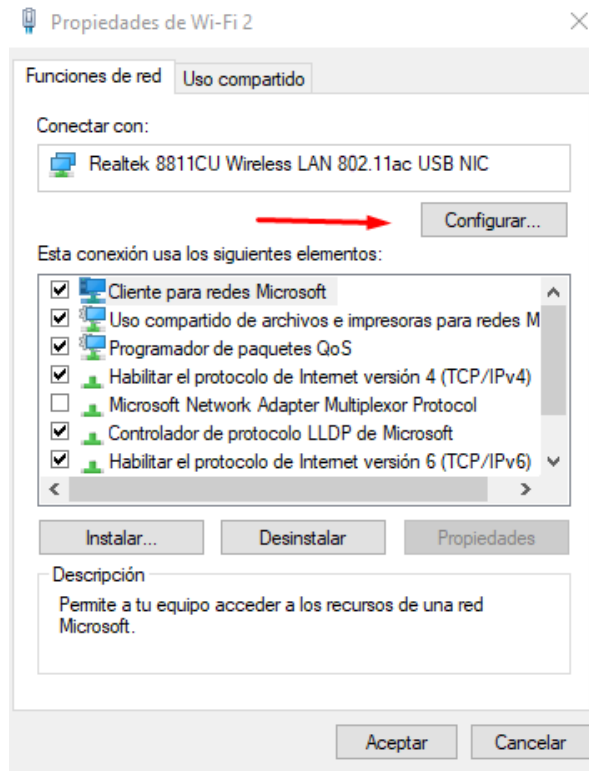 Propiedades de Wi-Fi 2
Funciones de red
Uso compartido
Conectar con:
Realtek 8811CU Wireless LAN 802.11ac USB NIC
Configurar...
Esta conexión usa los siguientes elementos:
Cliente para redes Microsoft
Uso compartido de archivos e impresoras para redes M
Programador de paquetes QoS
Habilitar el protocolo de Internet versión 4 (TCP/IPv4)
Microsoft Network Adapter Multiplexor Protocol
Controlador de protocolo LLDP de Microsoft
Habilitar el protocolo de Internet versión 6 (TCP/IPv6)
Instalar...
Desinstalar
Propiedades
Descripción
Permite a tu equipo acceder a los recursos de una red
Microsoft.
Aceptar
Cancelar